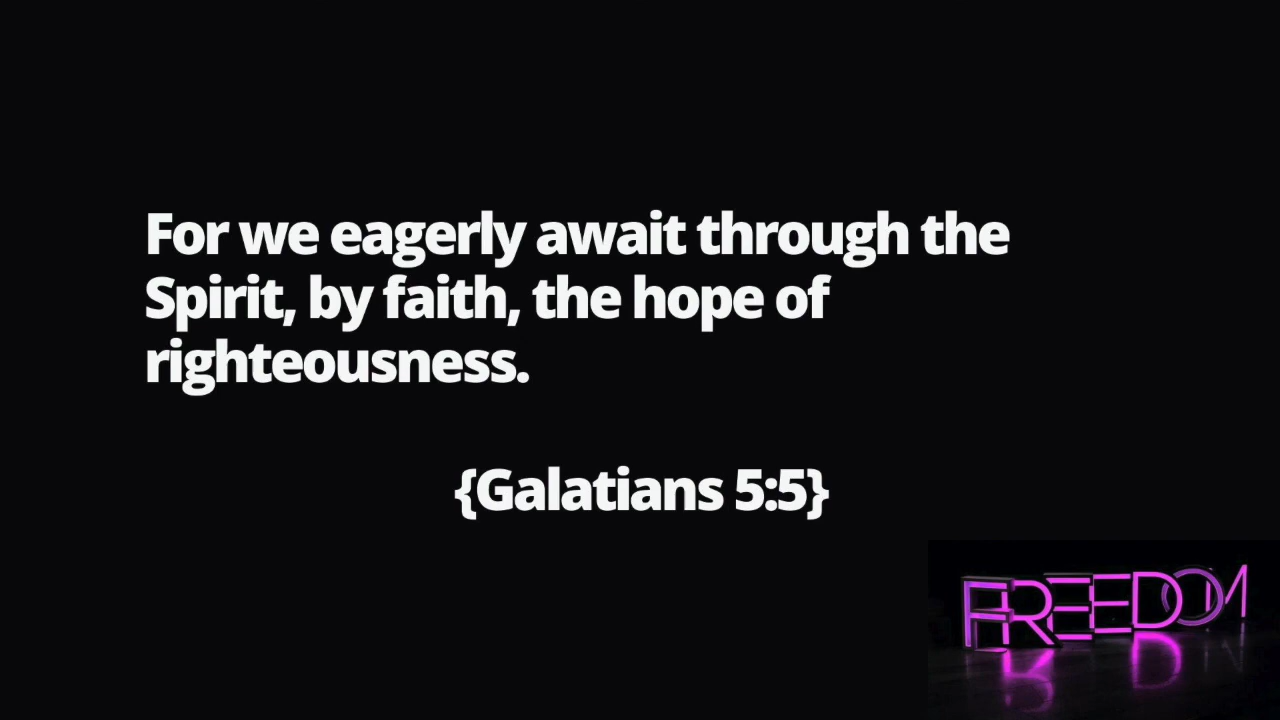 For we eagerly await through the
Spirit, by faith, the hope of
righteousness.
{Galatians 5:5}
FREEDOM